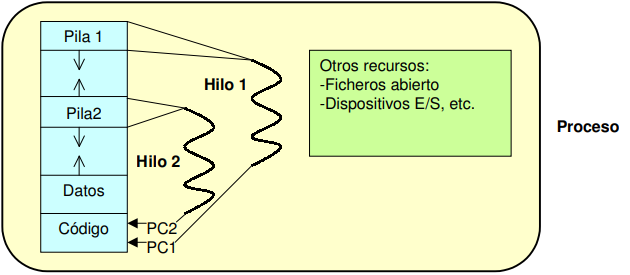 Pila 1
Hilo 1
Otros recursos:
-Ficheros abierto
-Dispositivos E/S, etc.
Pila2
Proceso
Hilo 2
Datos
Código
PC2
PC1